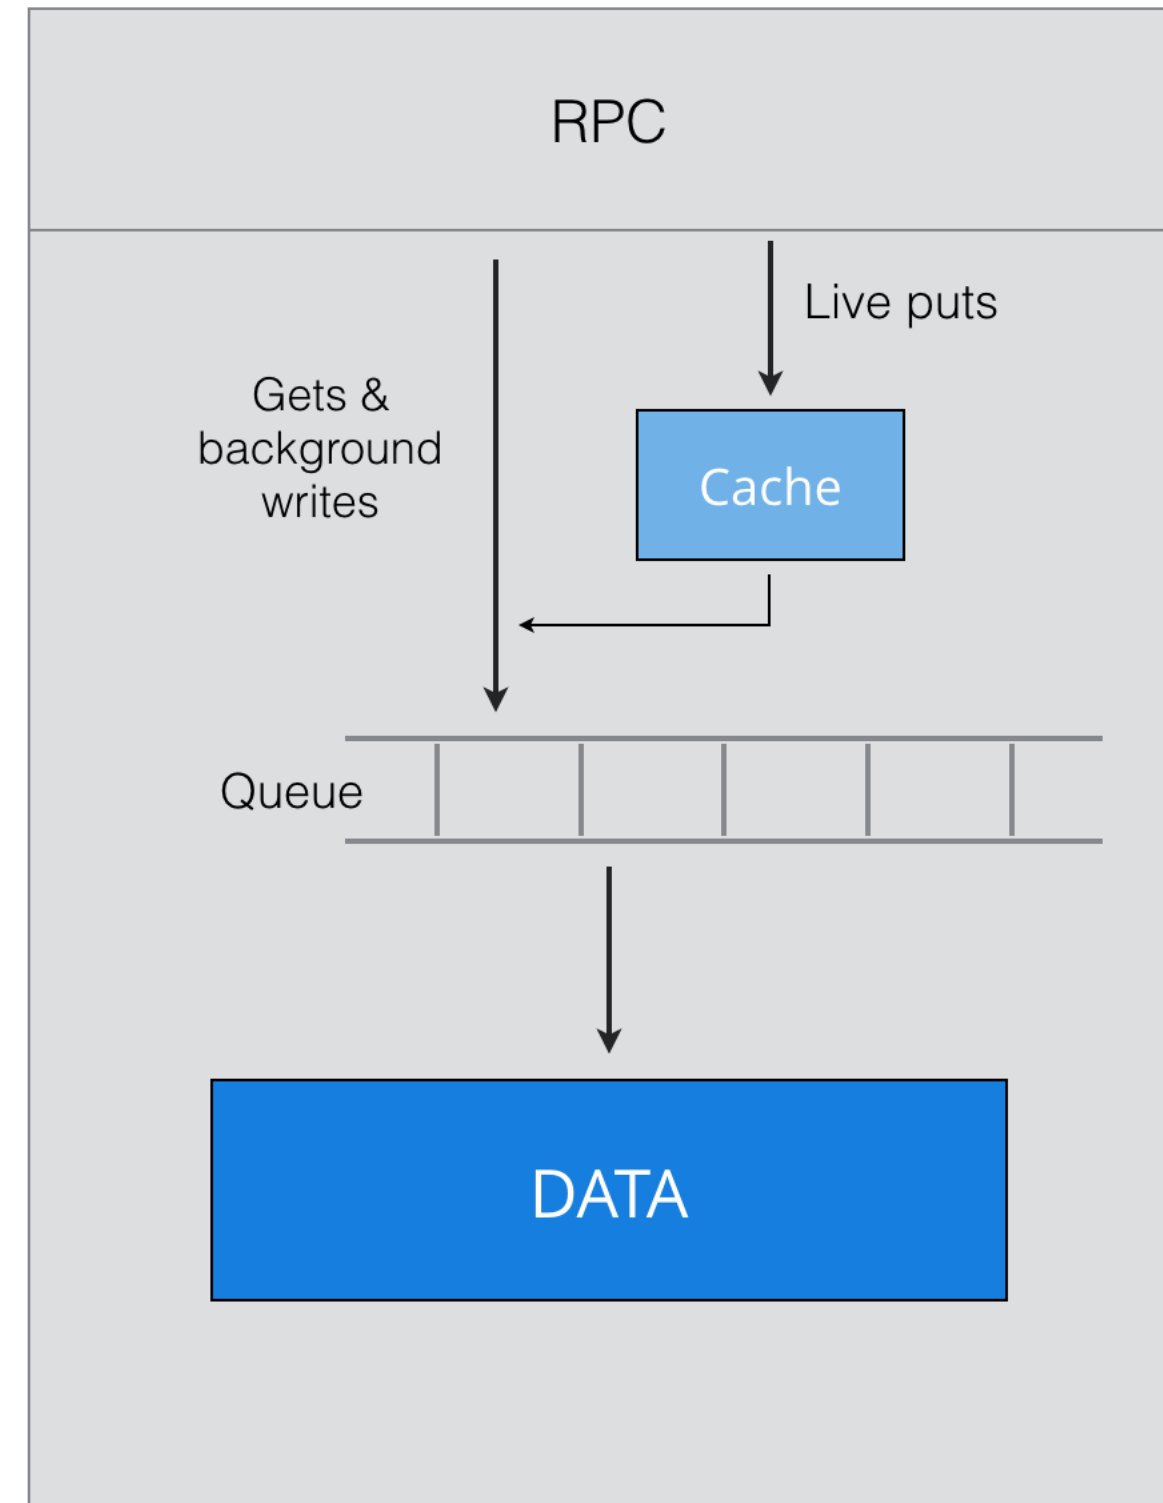 RPC
Live puts
Gets &
background
writes
Cache
Queue
DATA